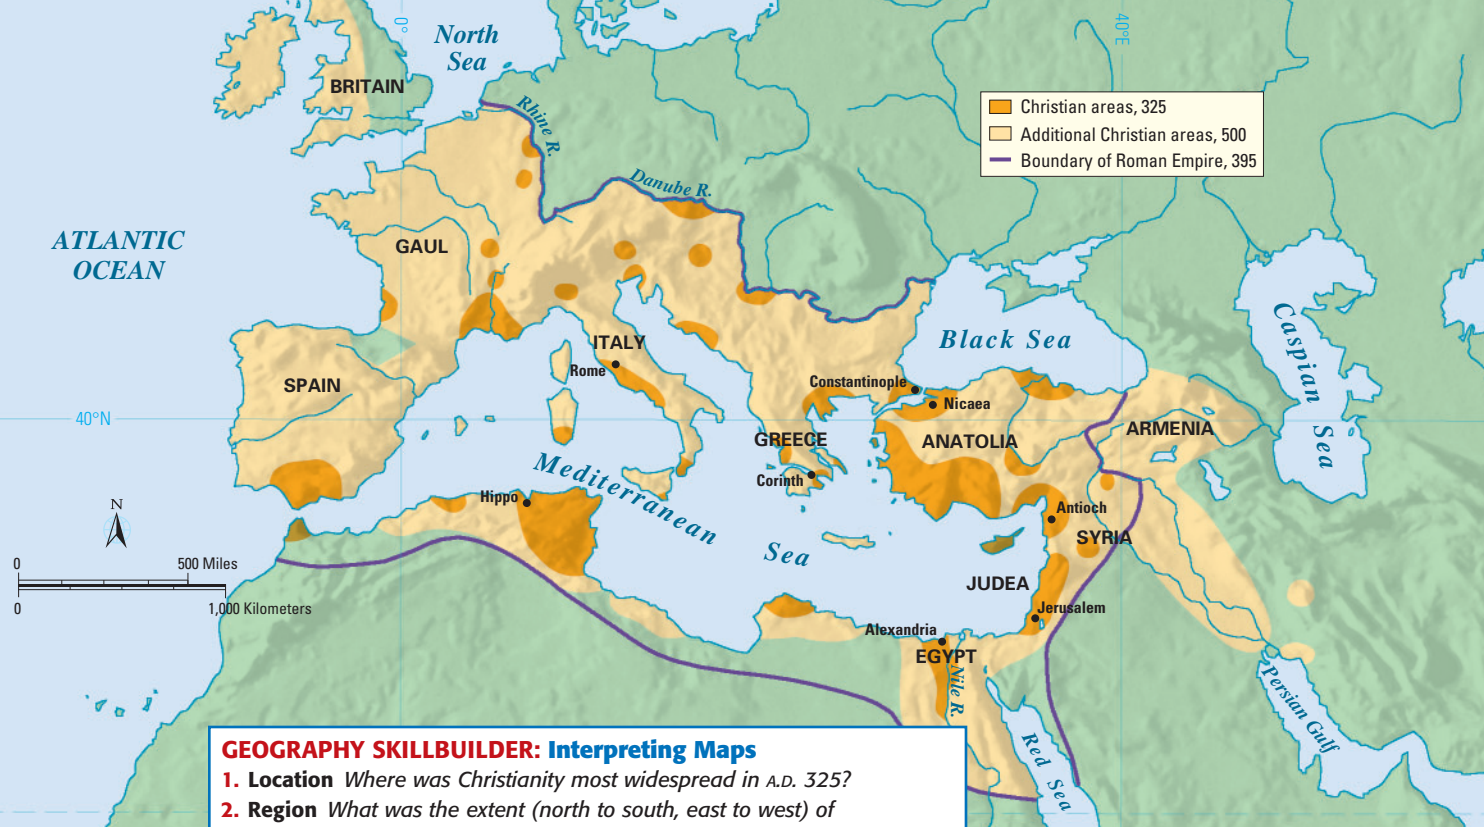 North
Sea
0°
40°E
BRITAIN
Rhine R.
Christian areas, 325
Additional Christian areas, 500
Boundary of Roman Empire, 395
Danube R.
ATLANTIC
OCEAN
GAUL
Black Sea
Caspian Sea
ITALY
Rome
SPAIN
Constantinople
Nicaea
40°N
GREECE
ANATOLIA
ARMENIA
Mediterranean Sea
Corinth
Hippo
N
Antioch
SYRIA
0
500 Miles
0
1,000 Kilometers
JUDEA
Jerusalem
Alexandria
EGYPT
Nile R.
Red Sea
Persian Gulf
GEOGRAPHY SKILLBUILDER: Interpreting Maps
1. Location Where was Christianity most widespread in A.D. 325?
2. Region What was the extent (north to south, east to west) of